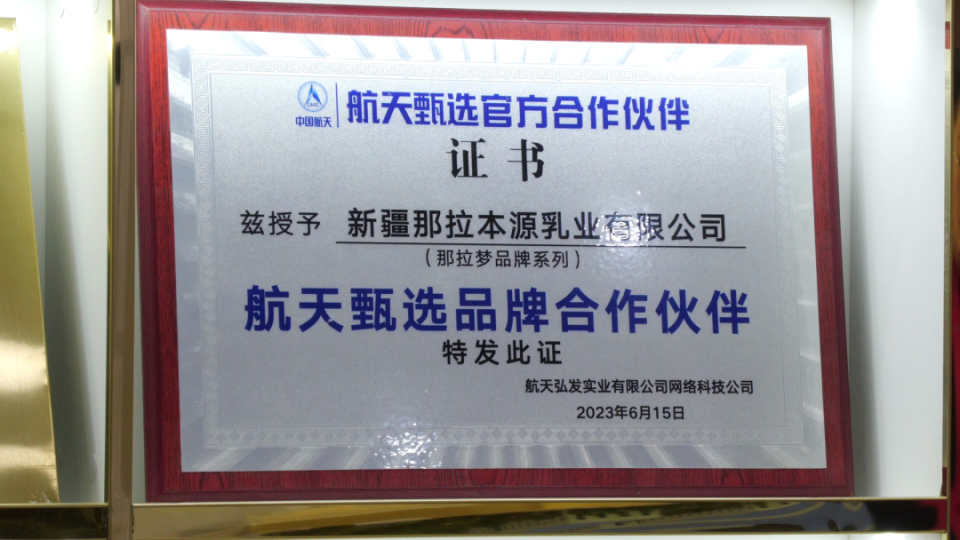 中国航天
航天甄选官方合作伙伴
证书
兹授予 新疆那拉本源乳业有限公司
（那拉梦品牌系列）
航天甄选品牌合作伙伴
特发此证
航天弘发实业有限公司网络科技公司
2023年6月15日